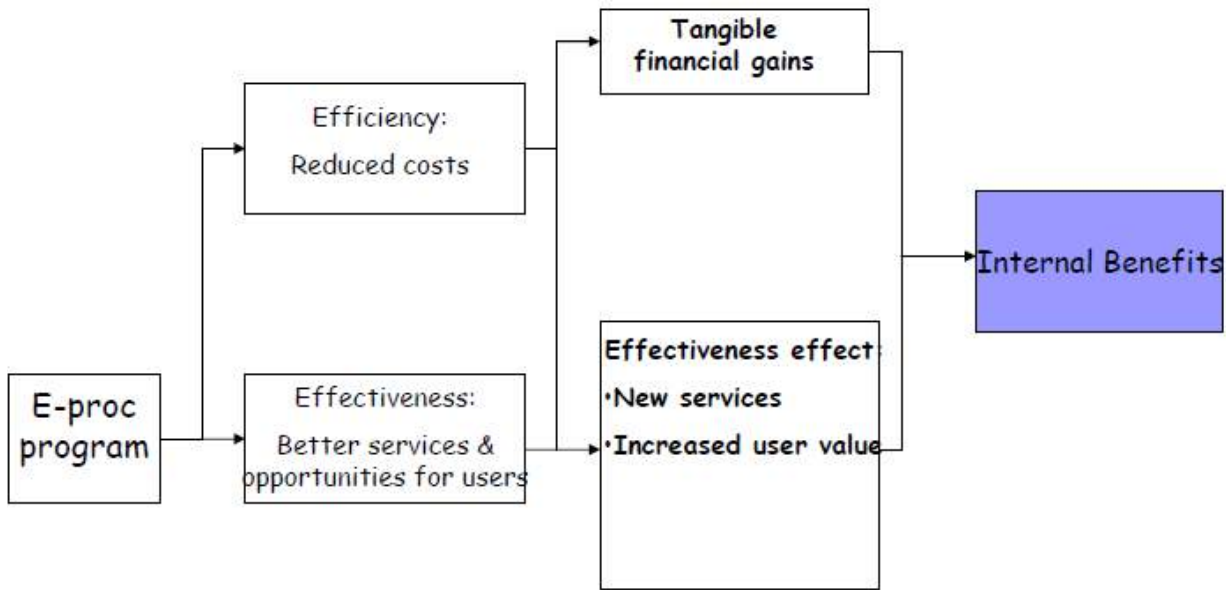 Tangible
financial gains
Efficiency:
Reduced costs
Internal Benefits
Effectiveness effect:
•New services
•Increased user value
E-proc
program
Effectiveness:
Better services &
opportunities for users